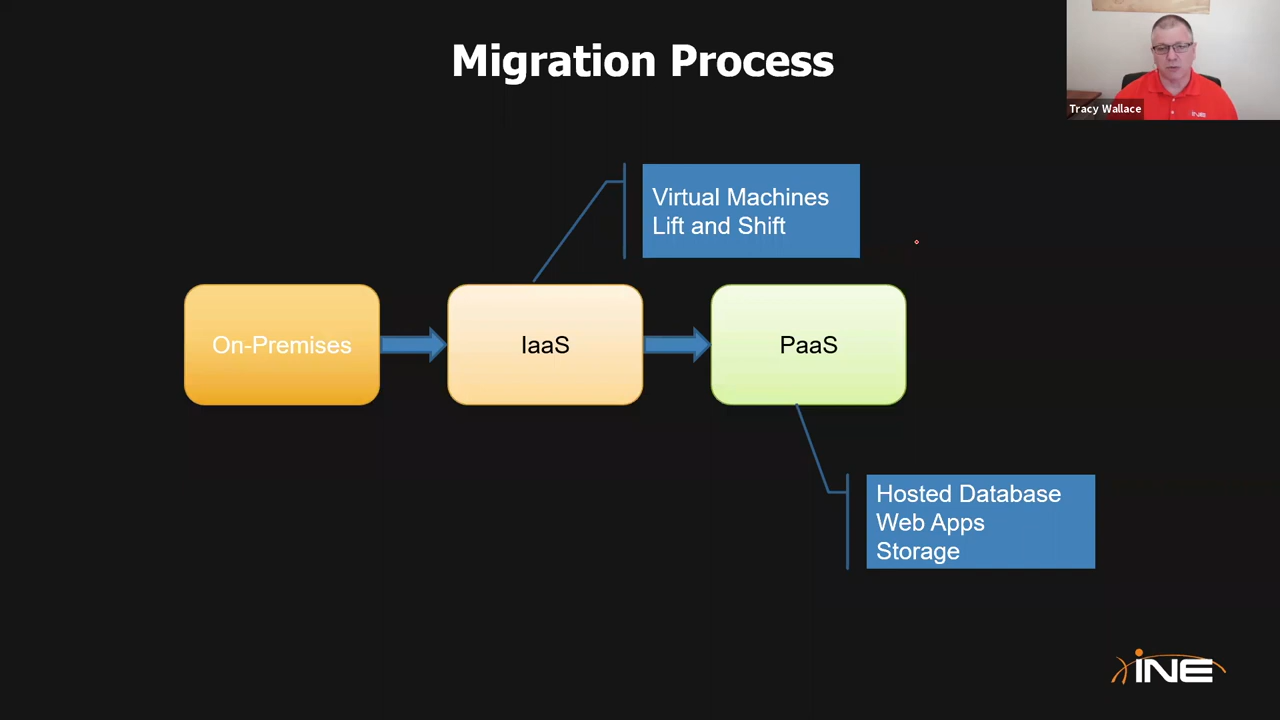 Migration Process
Tracy Wallace
Virtual Machines
Lift and Shift
On-Premises
IaaS
PaaS
Hosted Database
Web Apps
Storage
INE